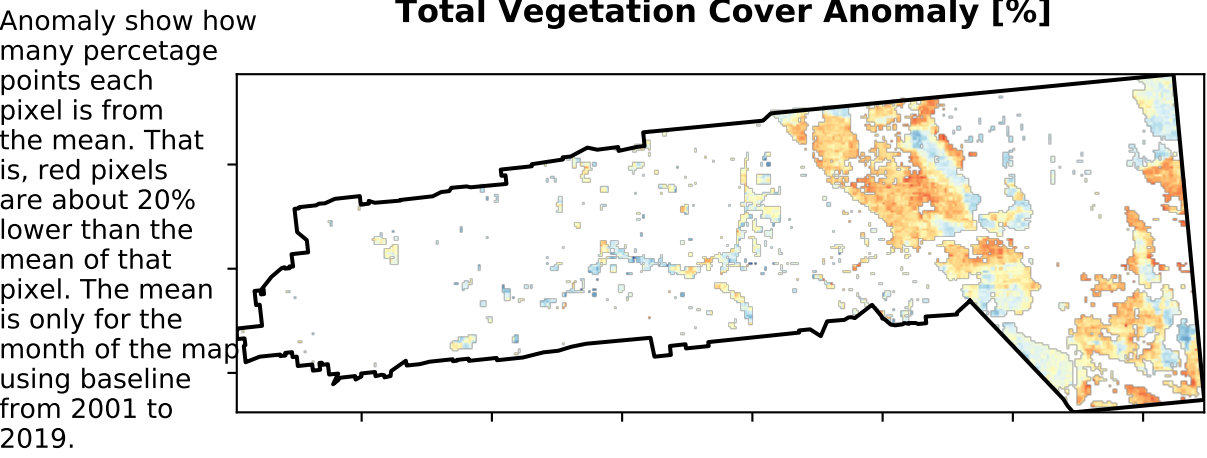 Total Vegetation Cover Anomaly [%]
Anomaly show how
many percetage
points each
pixel is from
the mean. That
is, red pixels
are about 20%
lower than the
mean of that
pixel. The mean
is only for the
month of the map
using baseline
from 2001 to
2019.